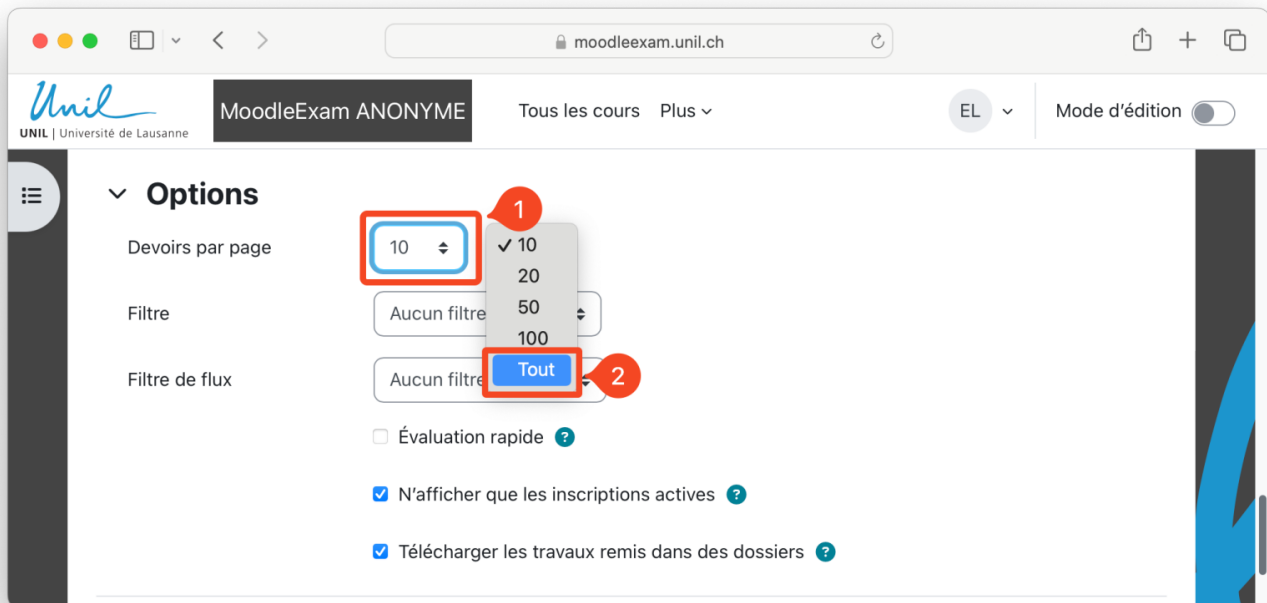 moodleexam.unil.ch
Unil
UNIL | Université de Lausanne
MoodleExam ANONYME
Tous les cours
Plus
EL
Mode d'édition
Options
1
Devoirs par page
10
✓ 10
20
50
100
Tout
2
Filtre
Aucun filtre
Filtre de flux
Aucun filtre
Évaluation rapide ?
N'afficher que les inscriptions actives ?
Télécharger les travaux remis dans des dossiers ?